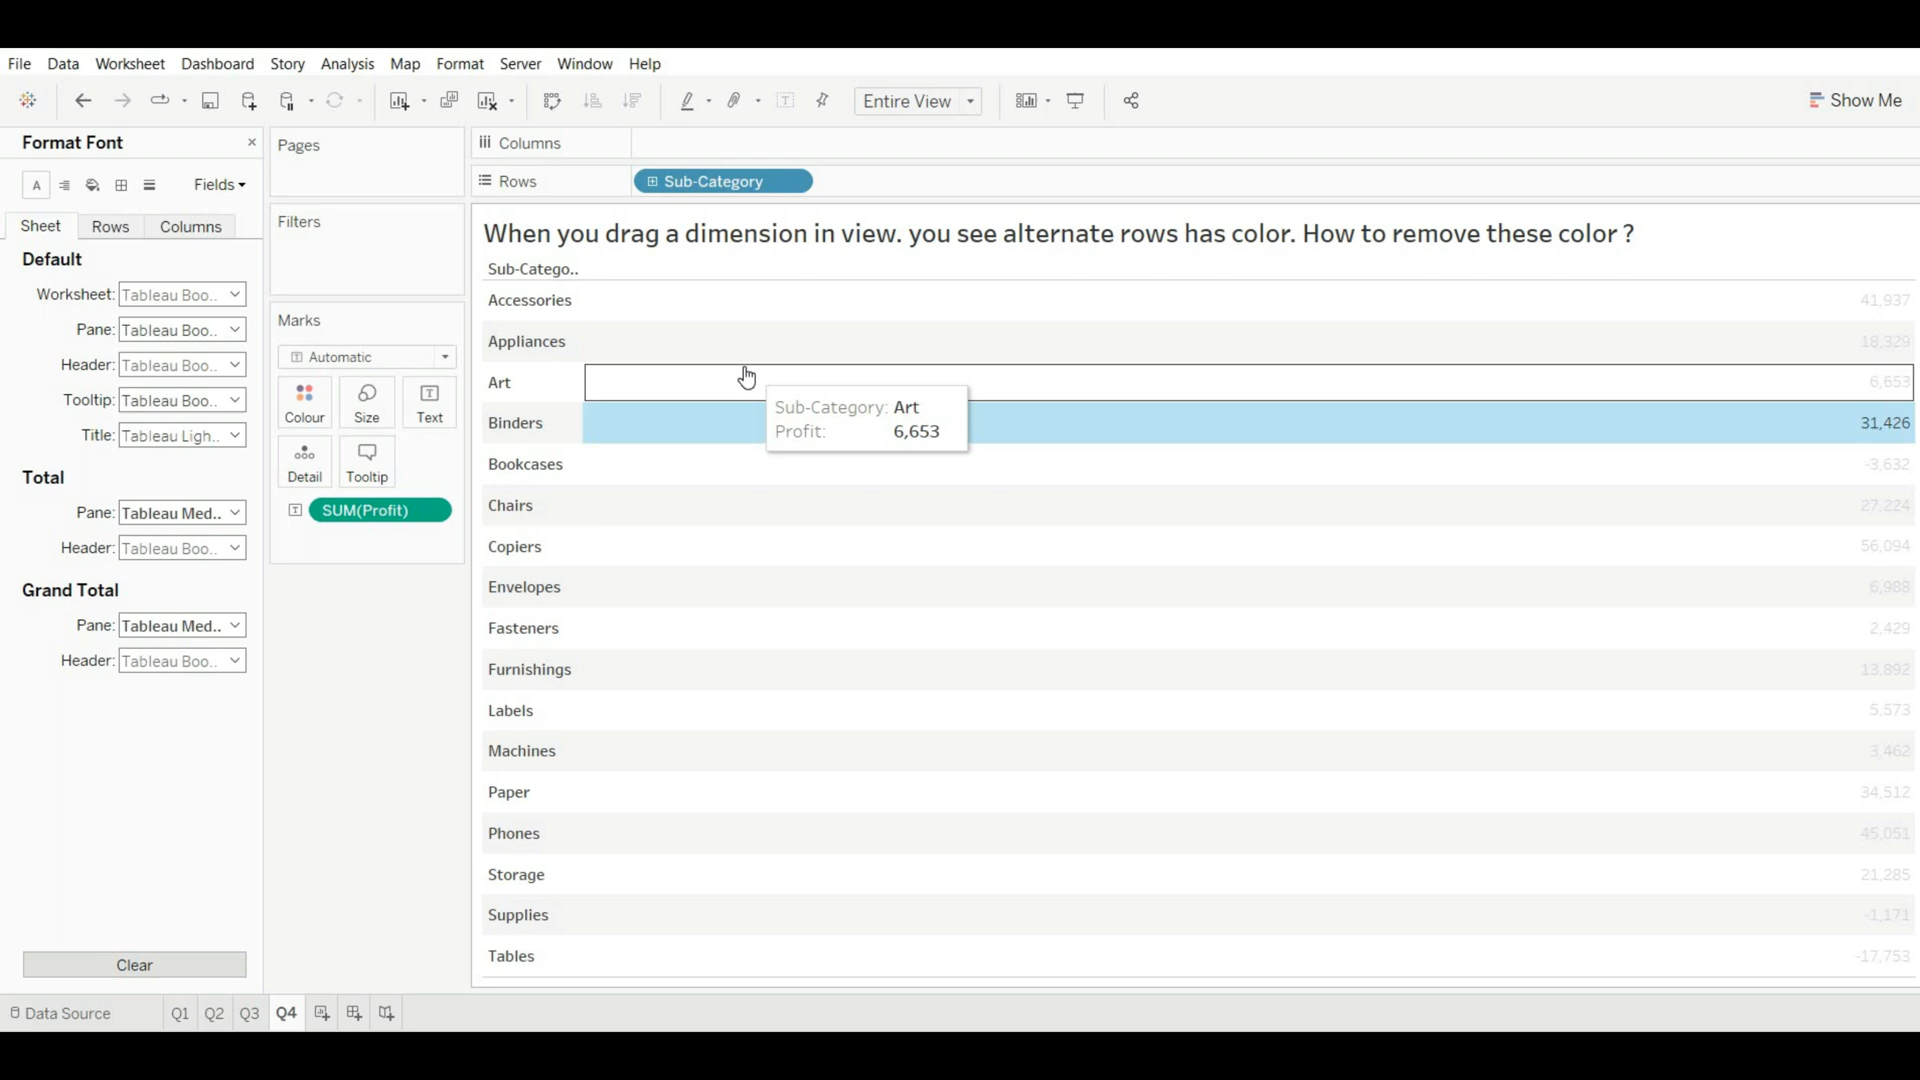 File Data Worksheet Dashboard Story Analysis Map Format Server Window Help
Entire View
Show Me
Format Font
Fields
Sheet Rows Columns
Default
Worksheet: Tableau Boo..
Pane: Tableau Boo..
Header: Tableau Boo..
Tooltip: Tableau Boo..
Title: Tableau Ligh..
Total
Pane: Tableau Med..
Header: Tableau Boo..
Grand Total
Pane: Tableau Med..
Header: Tableau Boo..
Clear
Pages
Filters
Marks
Automatic
Colour Size Text
Detail Tooltip
SUM(Profit)
Columns
Rows Sub-Category
When you drag a dimension in view. you see alternate rows has color. How to remove these color ?
Sub-Catego..
Accessories 41,937
Appliances 18,329
Art 6,653
Binders 31,426
Sub-Category: Art
Profit: 6,653
Bookcases -3,632
Chairs 27,224
Copiers 56,094
Envelopes 6,988
Fasteners 2,429
Furnishings 13,892
Labels 5,573
Machines 3,462
Paper 34,512
Phones 45,051
Storage 21,285
Supplies -1,171
Tables -17,753
Data Source Q1 Q2 Q3 Q4